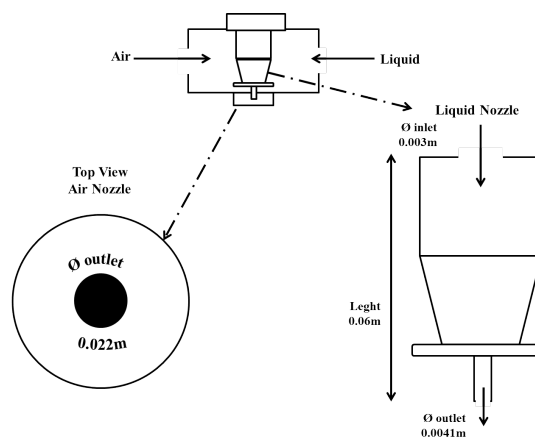 Air
Liquid
Liquid Nozzle
Ø inlet
0.003m
Top View
Air Nozzle
Ø outlet
0.022m
Leght
0.06m
Ø outlet
0.0041m